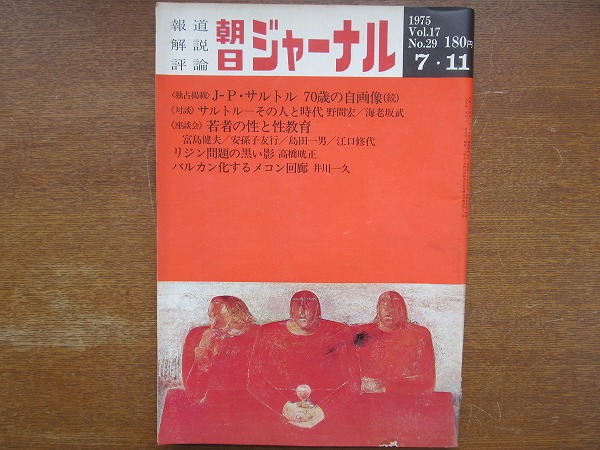 報道
解説
評論
朝日ジャーナル
1975
Vol.17
No.29 180円
7・11
〈独占掲載〉J-P・サルトル 70歳の自画像(続)
《対談》サルトル―その人と時代 野間宏／海老坂武
《座談会》若者の性と性教育
富島健夫／安孫子友行／島田一男／江口修代
リジン問題の黒い影 高橋晄正
バルカン化するメコン回廊 井川一久